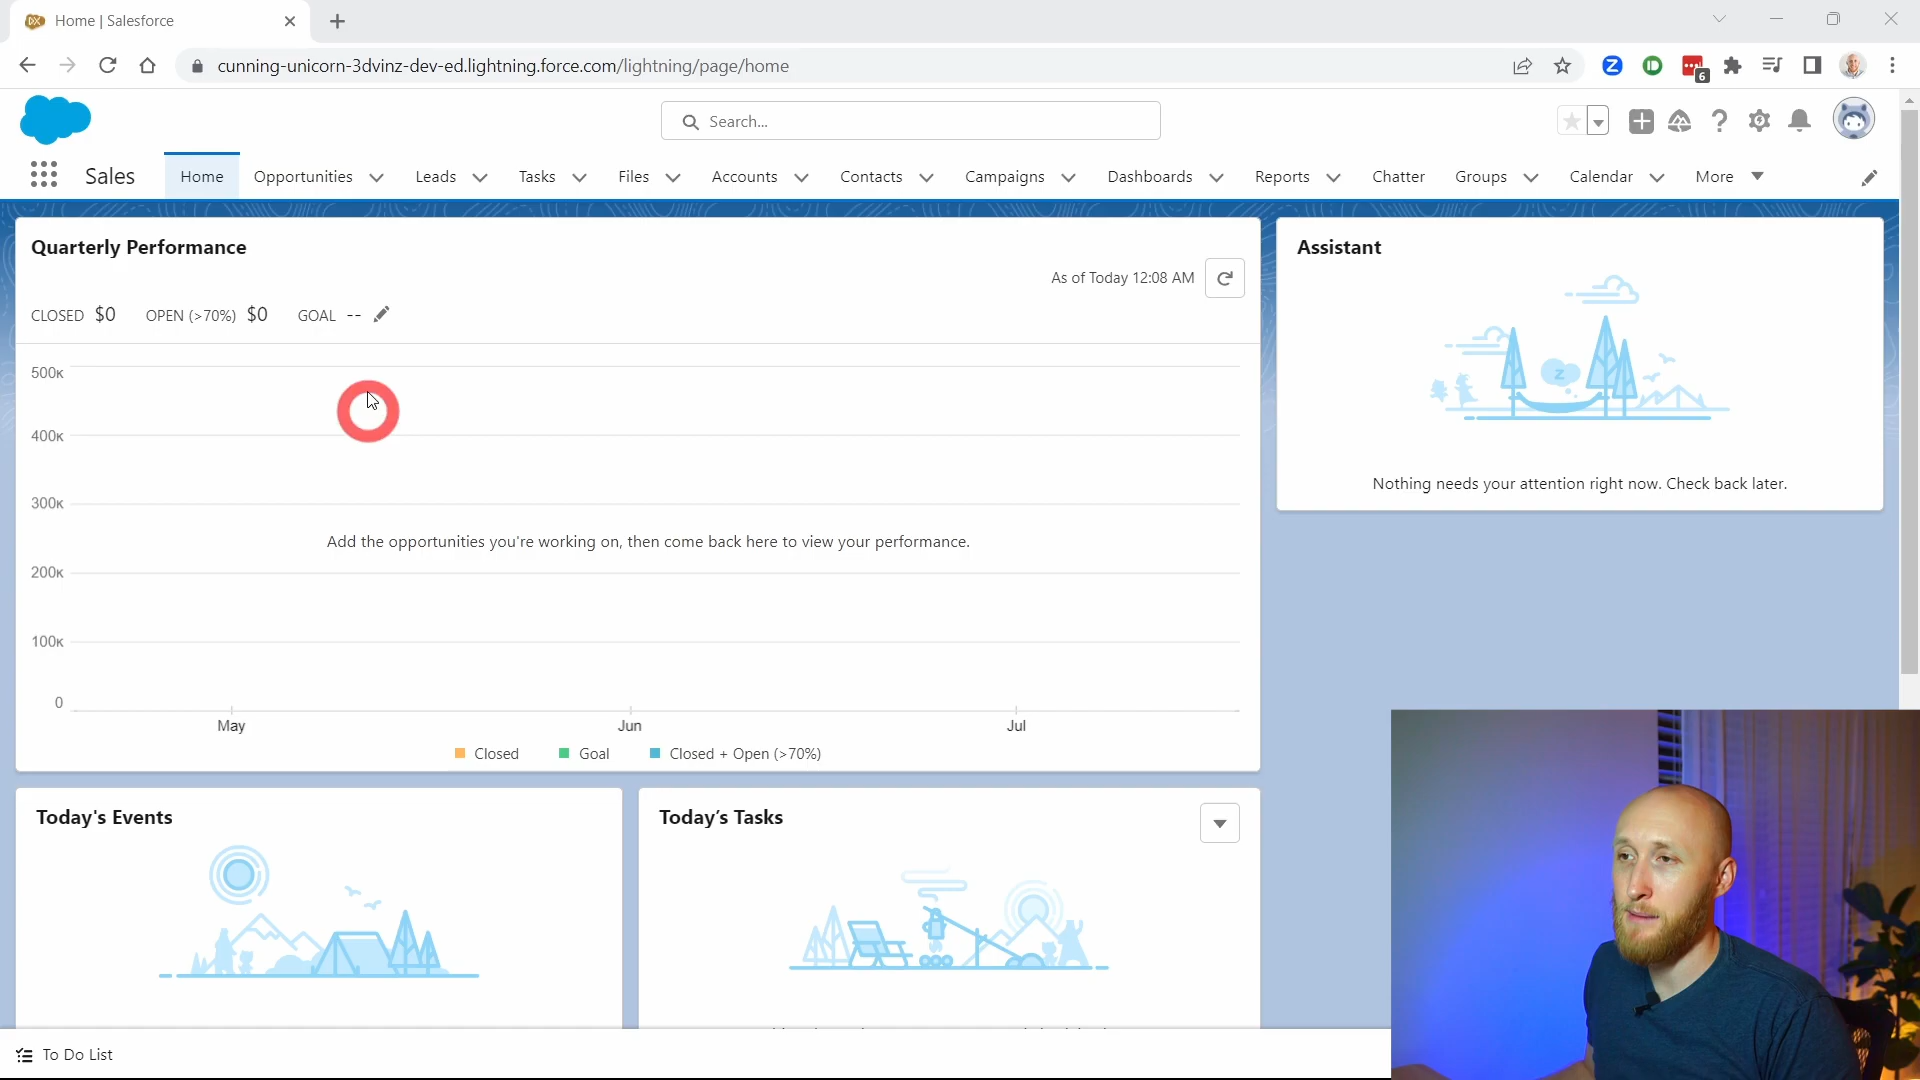 Home | Salesforce
cunning-unicorn-3dvinz-dev-ed.lightning.force.com/lightning/page/home
6
Search...
Sales
Home
Opportunities
Leads
Tasks
Files
Accounts
Contacts
Campaigns
Dashboards
Reports
Chatter
Groups
Calendar
More
Quarterly Performance
As of Today 12:08 AM
CLOSED $0 OPEN (>70%) $0 GOAL --
500K
400K
300K
Add the opportunities you're working on, then come back here to view your performance.
200K
100K
0
May Jun Jul
Closed Goal Closed + Open (>70%)
Assistant
Z
Nothing needs your attention right now. Check back later.
Today's Events
Today's Tasks
To Do List